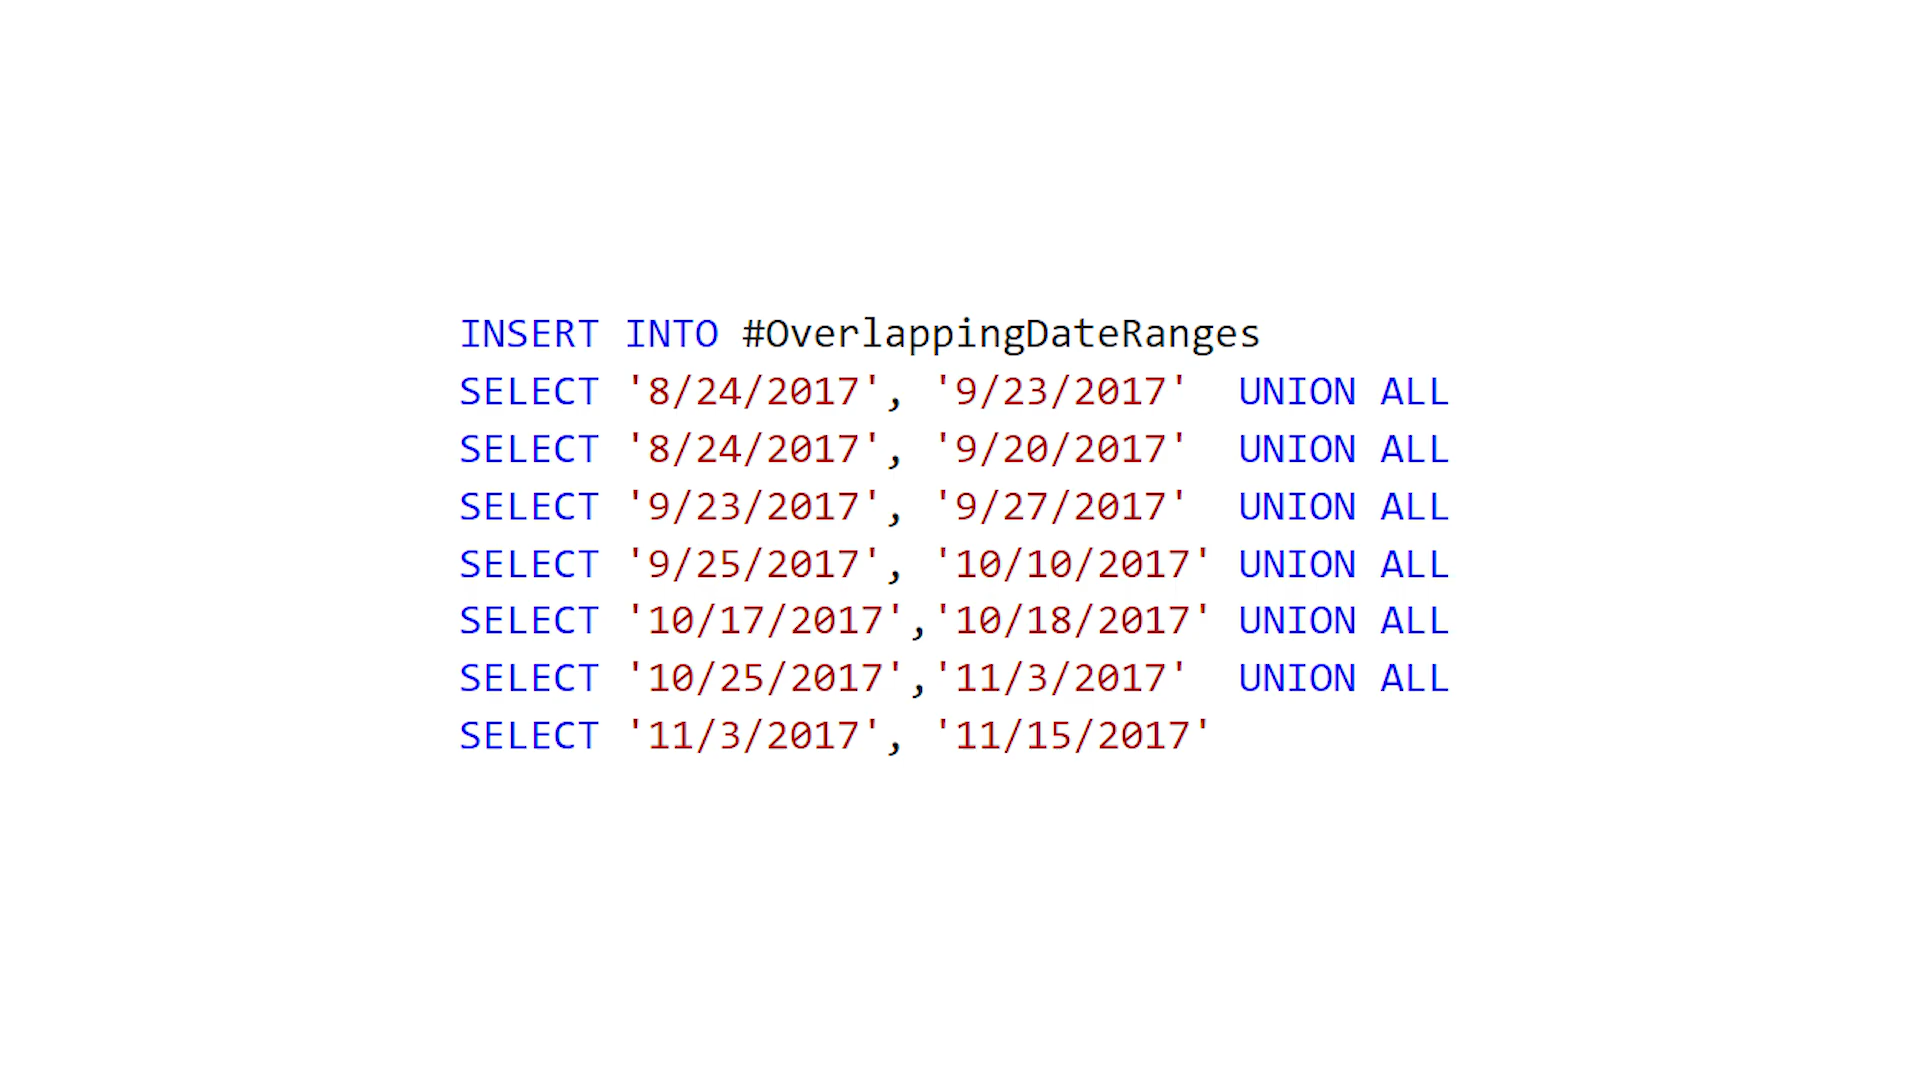 INSERT INTO #OverlappingDateRanges
SELECT '8/24/2017', '9/23/2017'  UNION ALL
SELECT '8/24/2017', '9/20/2017'  UNION ALL
SELECT '9/23/2017', '9/27/2017'  UNION ALL
SELECT '9/25/2017', '10/10/2017' UNION ALL
SELECT '10/17/2017','10/18/2017' UNION ALL
SELECT '10/25/2017','11/3/2017'  UNION ALL
SELECT '11/3/2017', '11/15/2017'